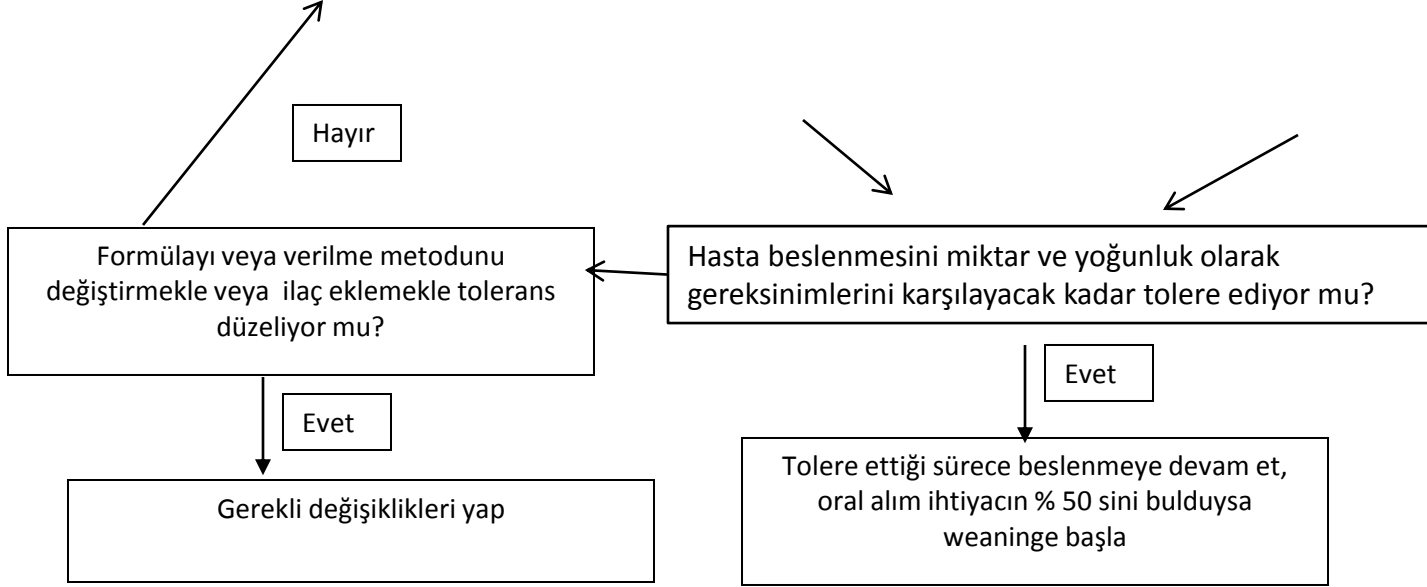 Hayır
Formülayı veya verilme metodunu
değiştirmekle veya ilaç eklemekle tolerans
düzeliyor mu?
Hasta beslenmesini miktar ve yoğunluk olarak
gereksinimlerini karşılayacak kadar tolere ediyor mu?
Evet
Evet
Gerekli değişiklikleri yap
Tolere ettiği sürece beslenmeye devam et,
oral alım ihtiyacın % 50 sini bulduysa
weaninge başla